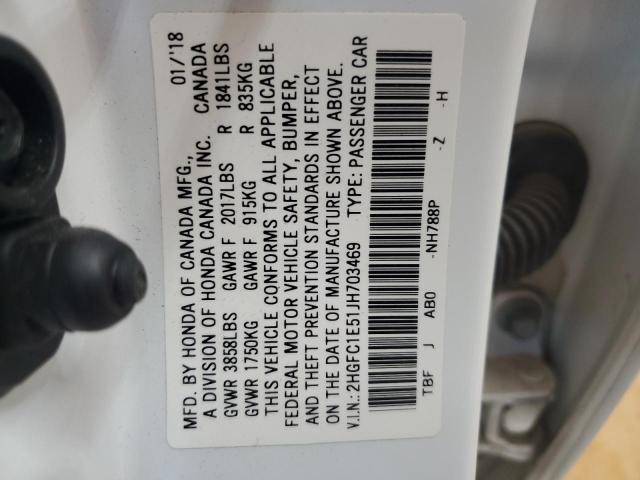 MFD. BY HONDA OF CANADA MFG., 01/'18
A DIVISION OF HONDA CANADA INC. CANADA
GVWR 3858LBS GAWR F 2017LBS R 1841LBS
GVWR 1750KG GAWR F 915KG R 835KG
THIS VEHICLE CONFORMS TO ALL APPLICABLE
FEDERAL MOTOR VEHICLE SAFETY, BUMPER,
AND THEFT PREVENTION STANDARDS IN EFFECT
ON THE DATE OF MANUFACTURE SHOWN ABOVE.
V.I.N.: 2HGFC1E51JH703469 TYPE: PASSENGER CAR
TBF J AB0 -NH788P -Z -H